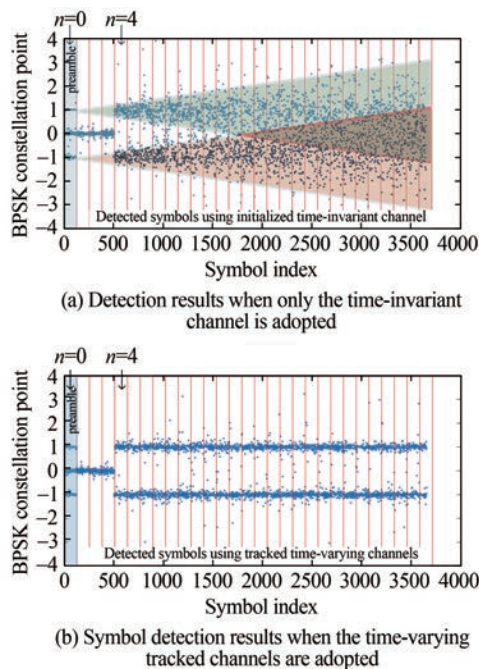 n=0 n=4
BPSK constellation point
4
3
2
1
0
−1
−2
−3
−4
preamble
Detected symbols using initialized time-invariant channel
0 500 1000 1500 2000 2500 3000 3500 4000
Symbol index
(a) Detection results when only the time-invariant
channel is adopted
n=0 n=4
BPSK constellation point
4
3
2
1
0
−1
−2
−3
−4
preamble
Detected symbols using tracked time-varying channels
0 500 1000 1500 2000 2500 3000 3500 4000
Symbol index
(b) Symbol detection results when the time-varying
tracked channels are adopted